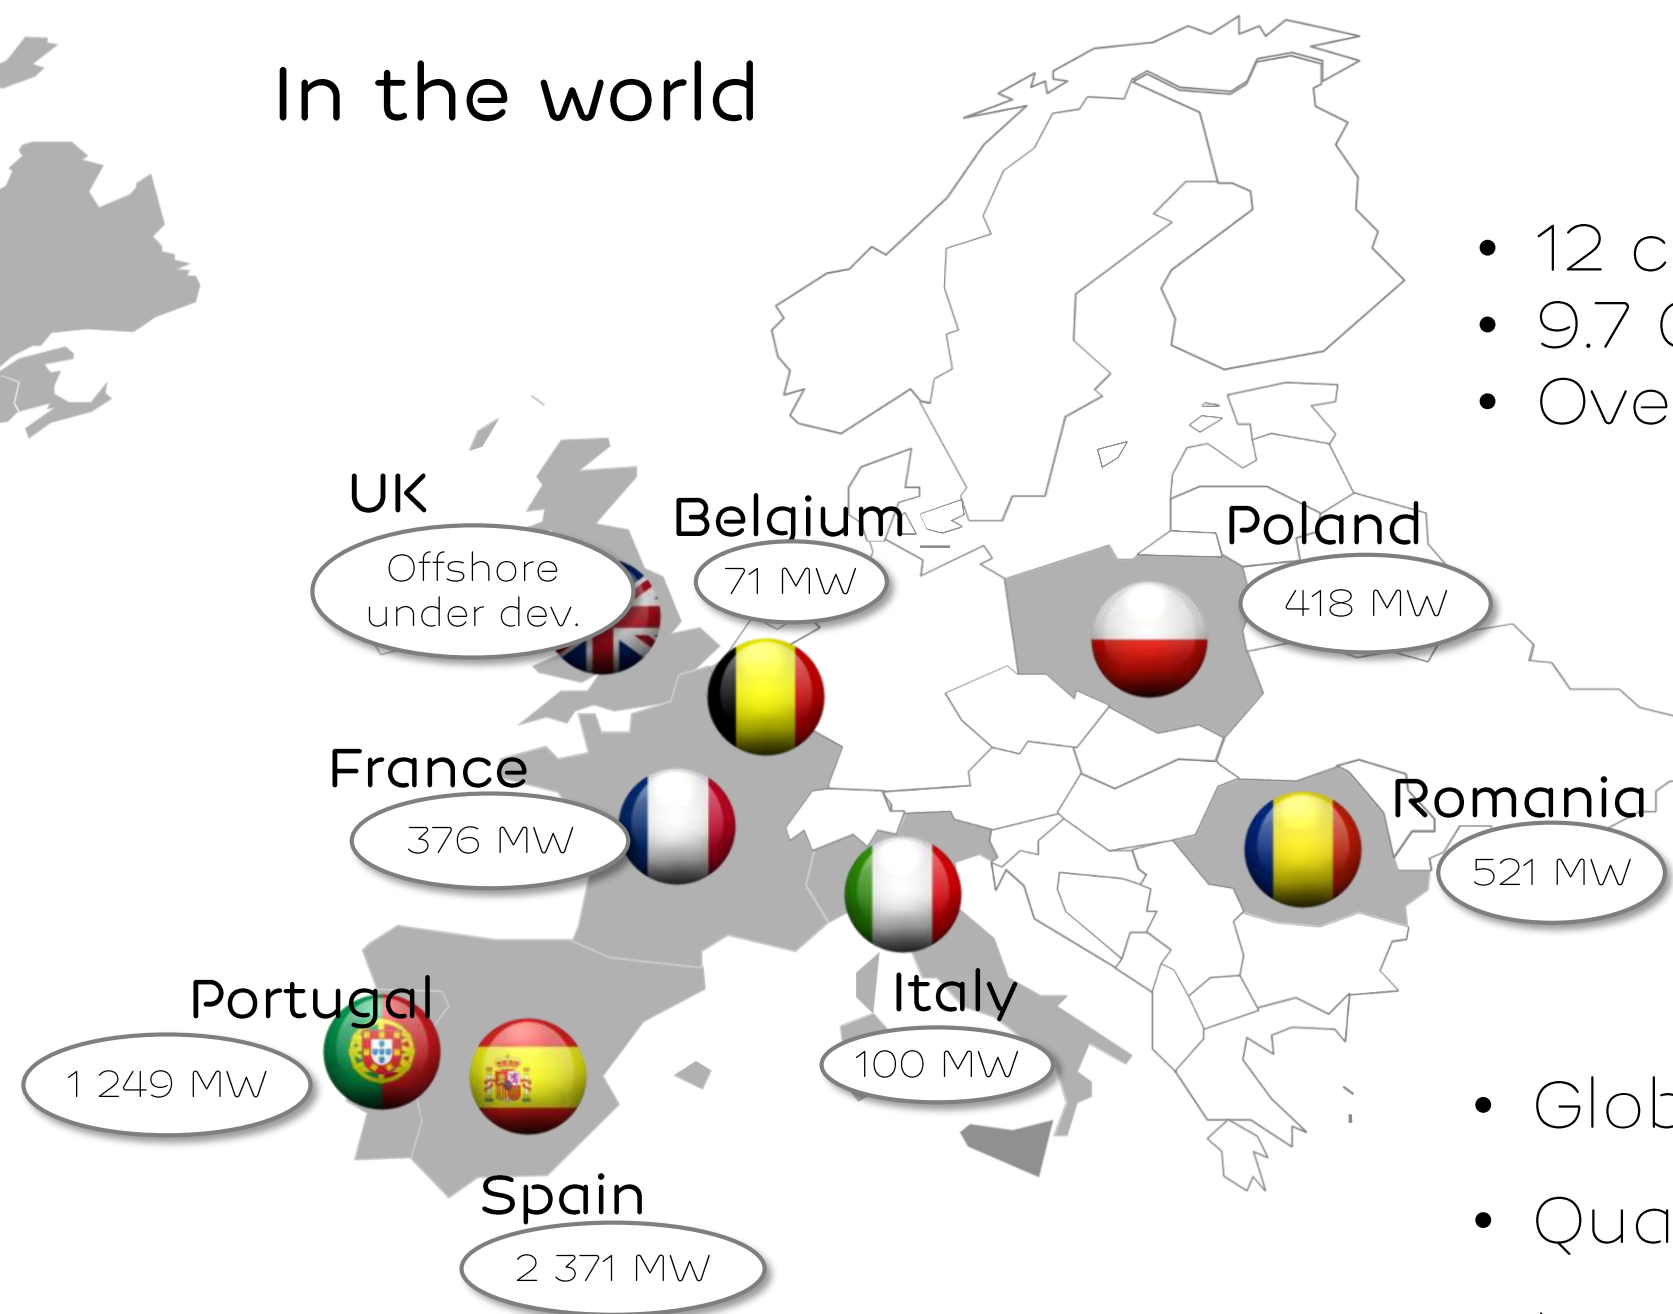 In the world
12 c
9.7
Ove
UK
Offshore
under dev.
Belgium
71 MW
Poland
418 MW
France
376 MW
Romania
521 MW
Portugal
1 249 MW
Italy
100 MW
Spain
2 371 MW
Glob
Qua